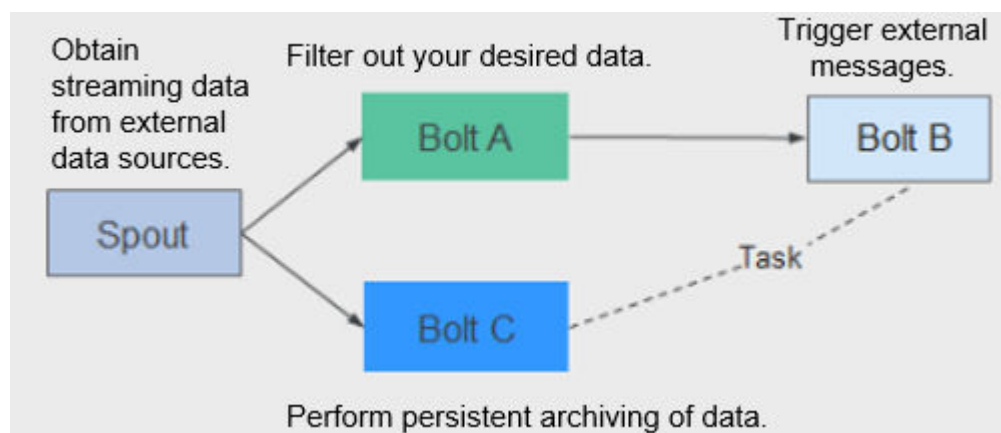 Obtain
streaming data
from external
data sources.
Spout
Filter out your desired data.
Bolt A
Trigger external
messages.
Bolt B
Task
Bolt C
Perform persistent archiving of data.